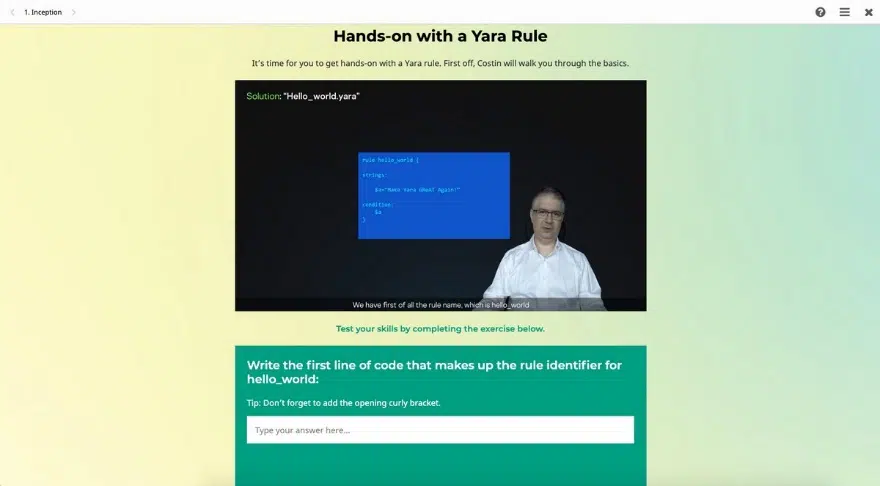 1. Inception
Hands-on with a Yara Rule
It's time for you to get hands-on with a Yara rule. First off, Costin will walk you through the basics.
Solution: "Hello_world.yara"
rule hello_world {
strings:
$a="Make Yara Great Again!"
condition:
$a
}
We have first of all the rule name, which is hello_world
Test your skills by completing the exercise below.
Write the first line of code that makes up the rule identifier for
hello_world:
Tip: Don't forget to add the opening curly bracket.
Type your answer here...